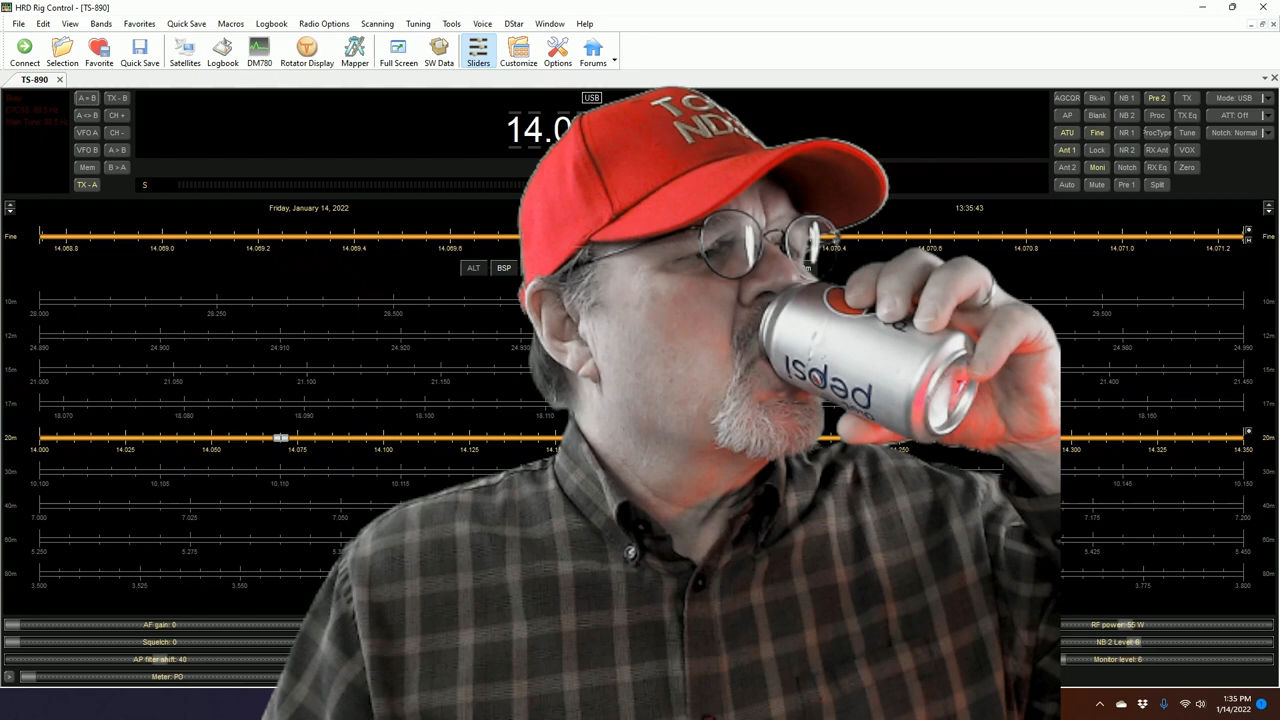 HRD Rig Control - [TS-890]
File Edit View Bands Favorites Quick Save Macros Logbook Radio Options Scanning Tuning Tools Voice DStar Window Help
Connect Selection Favorite Quick Save Satellites Logbook DM780 Rotator Display Mapper Full Screen SW Data Sliders Customize Options Forums
TS-890
A = B TX - B USB AGCQR Bk-in NB 1 Pre 2 TX Mode: USB
A <> B CH + AP Blank NB 2 Proc TX Eq ATT: Off
VFO A CH - 14.0 ATU Fine NR 1 rocType Tune Notch: Normal
VFO B A > B Ant 1 Lock NR 2 RX Ant VOX
Mem B > A Ant 2 Moni Notch RX Eq Zero
TX - A S Auto Mute Pre 1 Split
Friday, January 14, 2022 13:35:43
Fine Fine
14.068.8 14.069.0 14.069.2 14.069.4 14.069.6 14.070.4 14.070.6 14.070.8 14.071.0 14.071.2
ALT BSP
10m 10m
28.000 28.250 28.500 29.500
12m 12m
24.890 24.900 24.910 24.920 24.930 24.980 24.990
15m 15m
21.000 21.050 21.100 21.150 21.400 21.450
17m 17m
18.070 18.080 18.090 18.100 18.110 18.160
20m 20m
14.000 14.025 14.050 14.075 14.100 14.300 14.325 14.350
30m 30m
10.100 10.105 10.110 10.115 10.145 10.150
40m 40m
7.000 7.025 7.050 7.175 7.200
60m 60m
5.250 5.275 5.300 5.425 5.450
80m 80m
3.500 3.525 3.550 3.775 3.800
pepsi
AF gain: 0 RF power: 55 W
Squelch: 0 NB 2 Level: 6
AP filter shift: 40 Monitor level: 6
Meter: PO
1:35 PM
1/14/2022